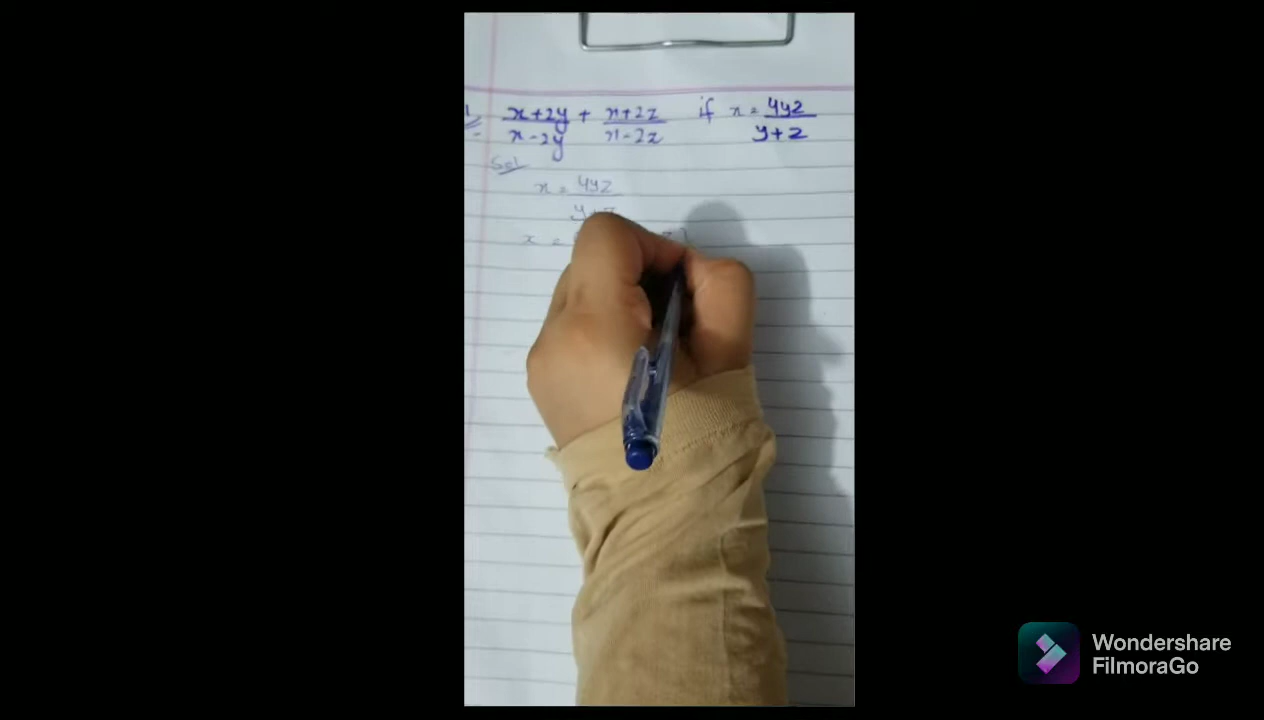 x+2y/x-2y + x+2z/x-2z if x = 4yz/y+z
Sol
x = 4yz/y+z
x =
Wondershare
FilmoraGo